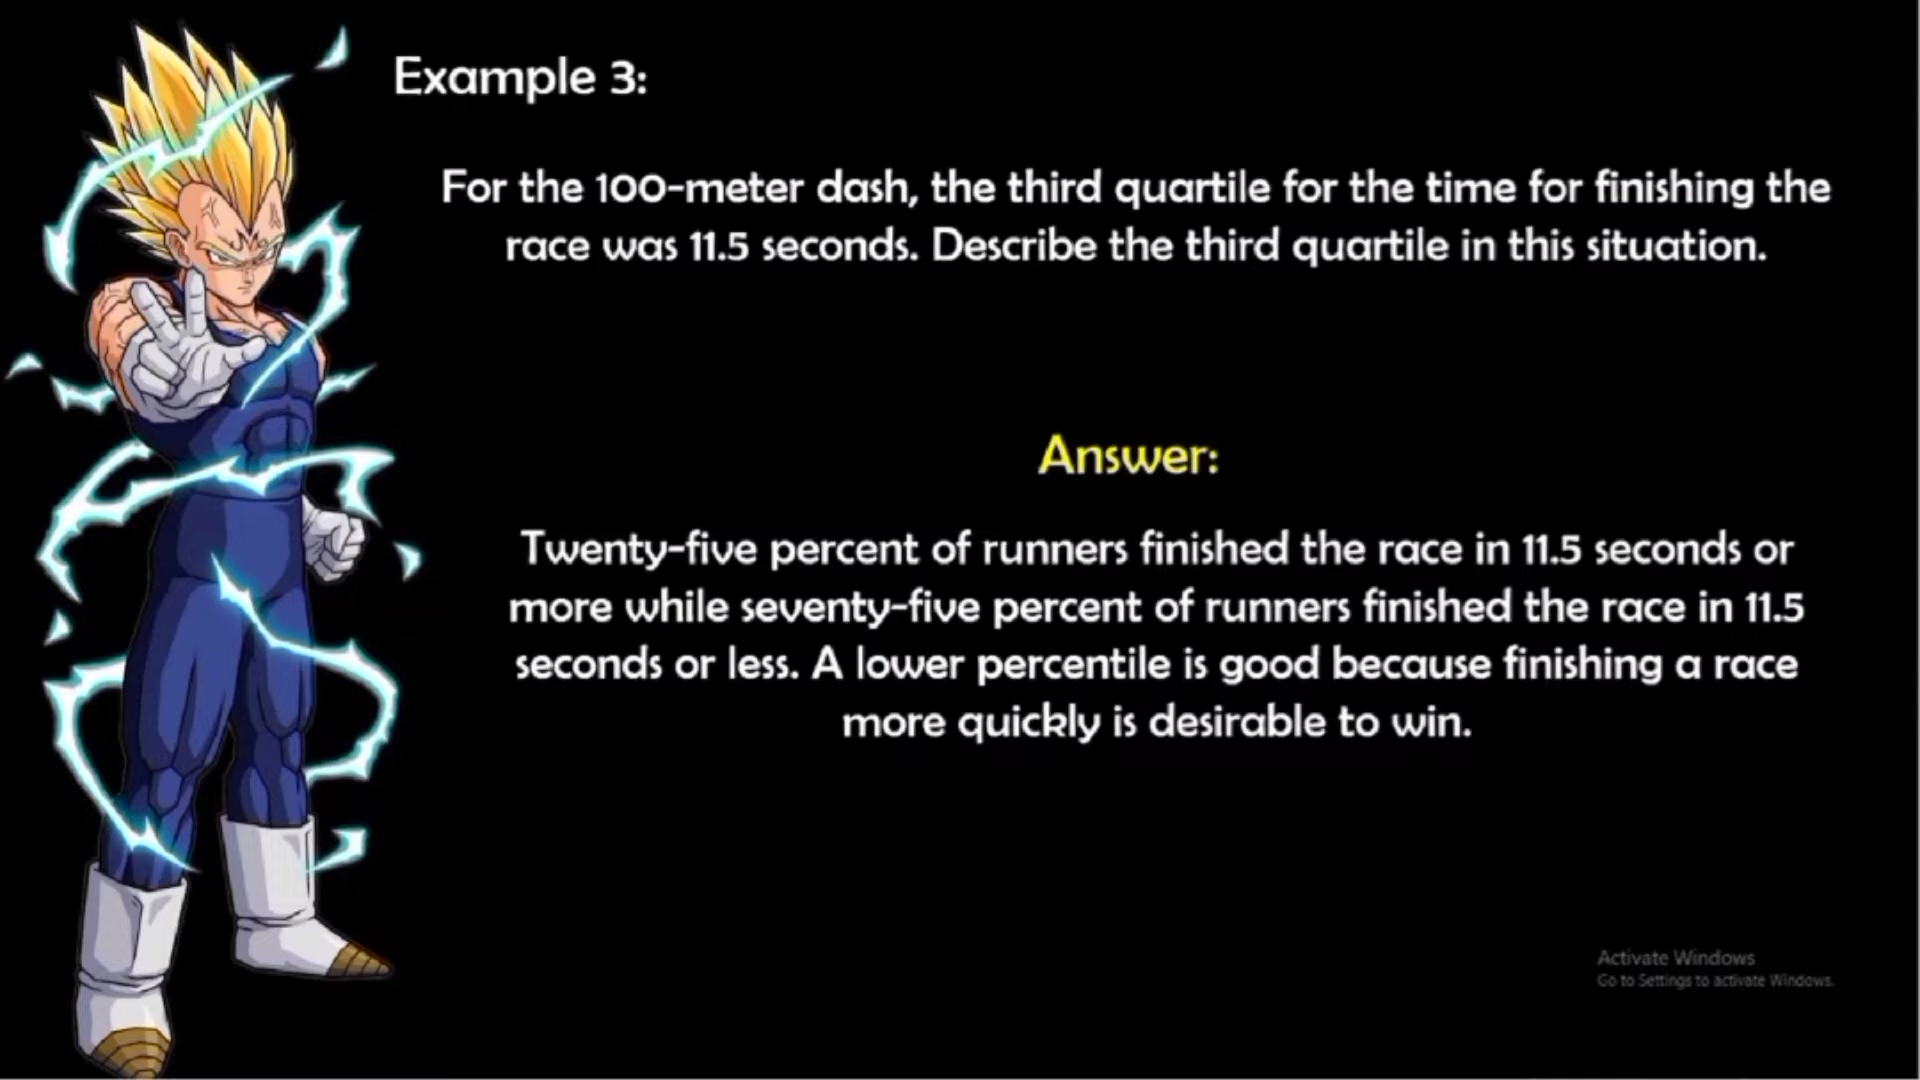 Example 3:
For the 100-meter dash, the third quartile for the time for finishing the
race was 11.5 seconds. Describe the third quartile in this situation.
Answer:
Twenty-five percent of runners finished the race in 11.5 seconds or
more while seventy-five percent of runners finished the race in 11.5
seconds or less. A lower percentile is good because finishing a race
more quickly is desirable to win.
Activate Windows
Go to Settings to activate Windows.